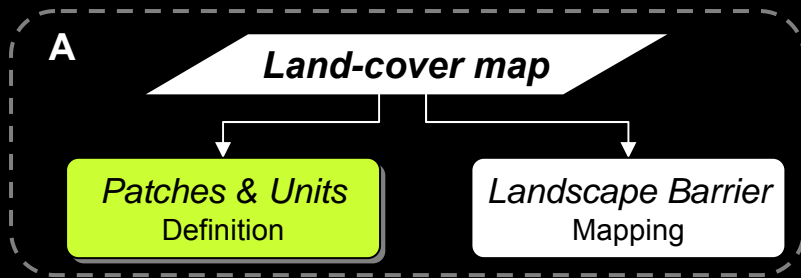 A
Land-cover map
Patches & Units
Definition
Landscape Barrier
Mapping